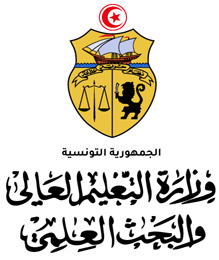 الجمهورية التونسية
وزارة التعليم العالي
والبحث العلمي